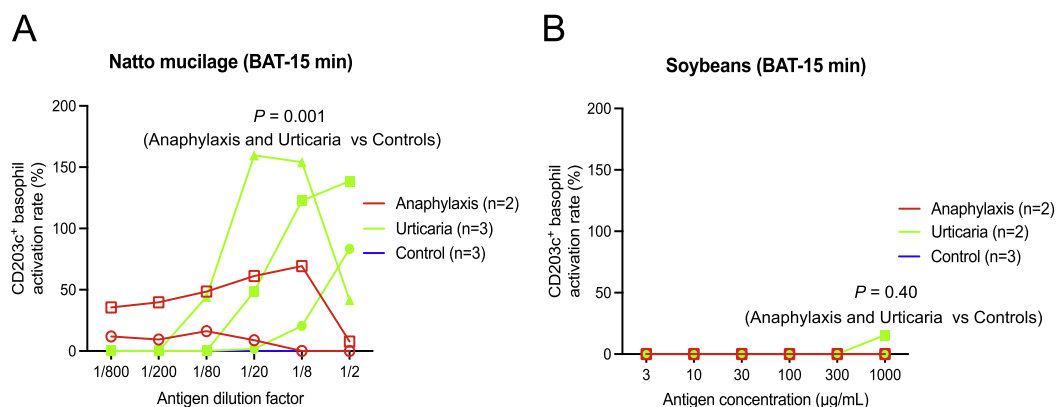 A
Natto mucilage (BAT-15 min)
P = 0.001
(Anaphylaxis and Urticaria vs Controls)
CD203c+ basophil
activation rate (%)
200
150
100
50
0
1/800
1/200
1/80
1/20
1/8
1/2
Antigen dilution factor
Anaphylaxis (n=2)
Urticaria (n=3)
Control (n=3)
B
Soybeans (BAT-15 min)
CD203c+ basophil
activation rate (%)
200
150
100
50
0
Anaphylaxis (n=2)
Urticaria (n=2)
Control (n=3)
P = 0.40
(Anaphylaxis and Urticaria vs Controls)
3
10
30
100
300
1000
Antigen concentration (µg/mL)